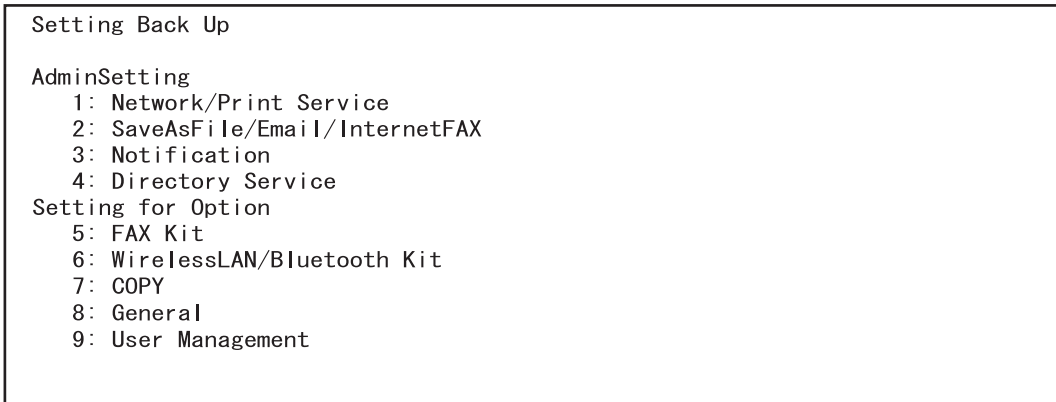 Setting Back Up
AdminSetting
1: Network/Print Service
2: SaveAsFile/Email/InternetFAX
3: Notification
4: Directory Service
Setting for Option
5: FAX Kit
6: WirelessLAN/Bluetooth Kit
7: COPY
8: General
9: User Management